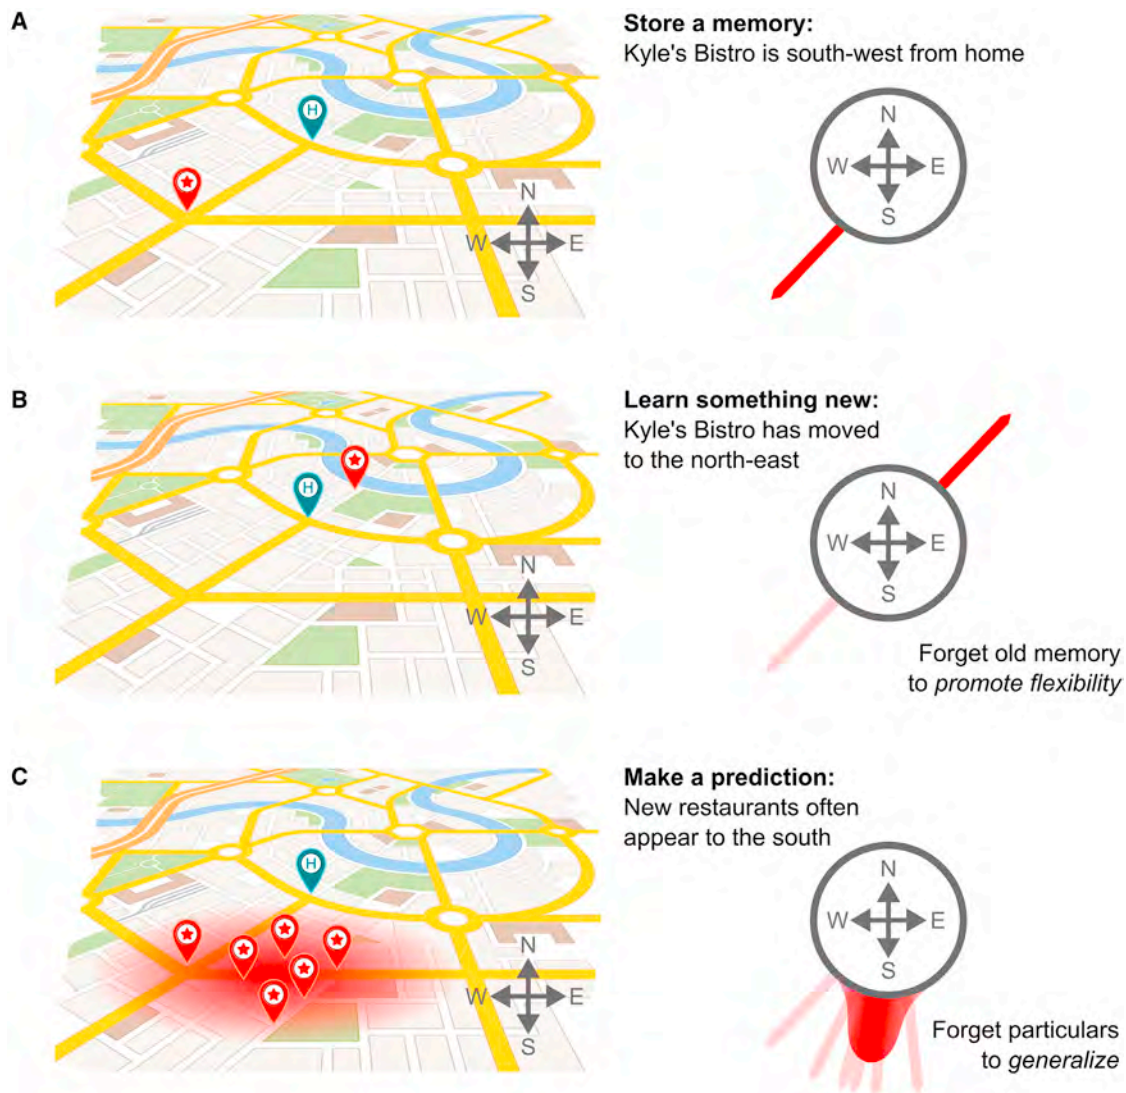 A
Store a memory:
Kyle's Bistro is south-west from home
H
N
W E
S
N
W E
S
B
Learn something new:
Kyle's Bistro has moved
to the north-east
H
N
W E
S
N
W E
S
Forget old memory
to promote flexibility
C
Make a prediction:
New restaurants often
appear to the south
H
N
W E
S
N
W E
S
Forget particulars
to generalize